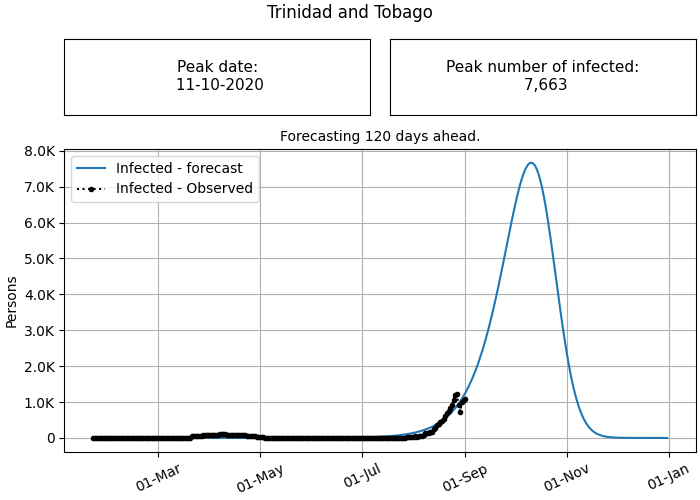 Trinidad and Tobago
Peak date:
11-10-2020
Peak number of infected:
7,663
Forecasting 120 days ahead.
Infected - forecast
Infected - Observed
Persons
8.0K
7.0K
6.0K
5.0K
4.0K
3.0K
2.0K
1.0K
0
01-Mar
01-May
01-Jul
01-Sep
01-Nov
01-Jan